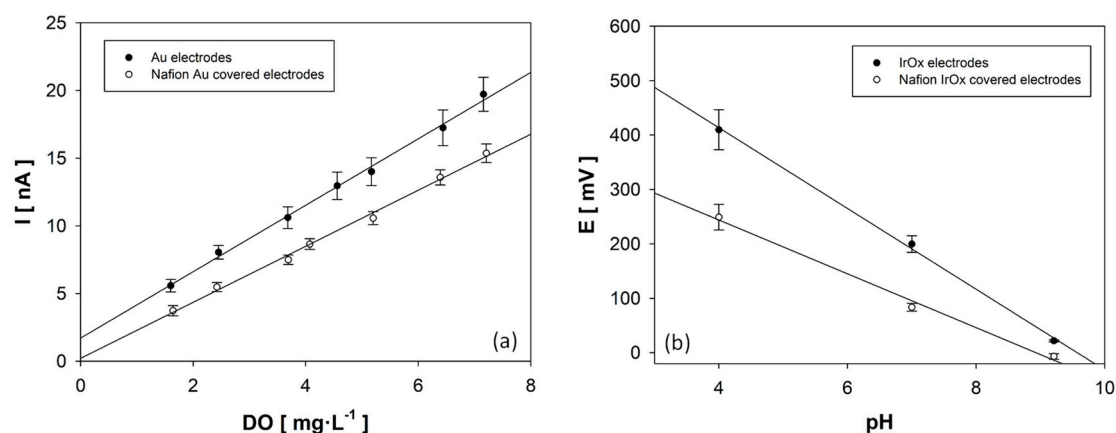 25
20
15
10
5
0
I [ nA ]
Au electrodes
Nafion Au covered electrodes
(a)
0 2 4 6 8
DO [ mg·L⁻¹ ]
600
500
400
300
200
100
0
E [ mV ]
IrOx electrodes
Nafion IrOx covered electrodes
(b)
4 6 8 10
pH